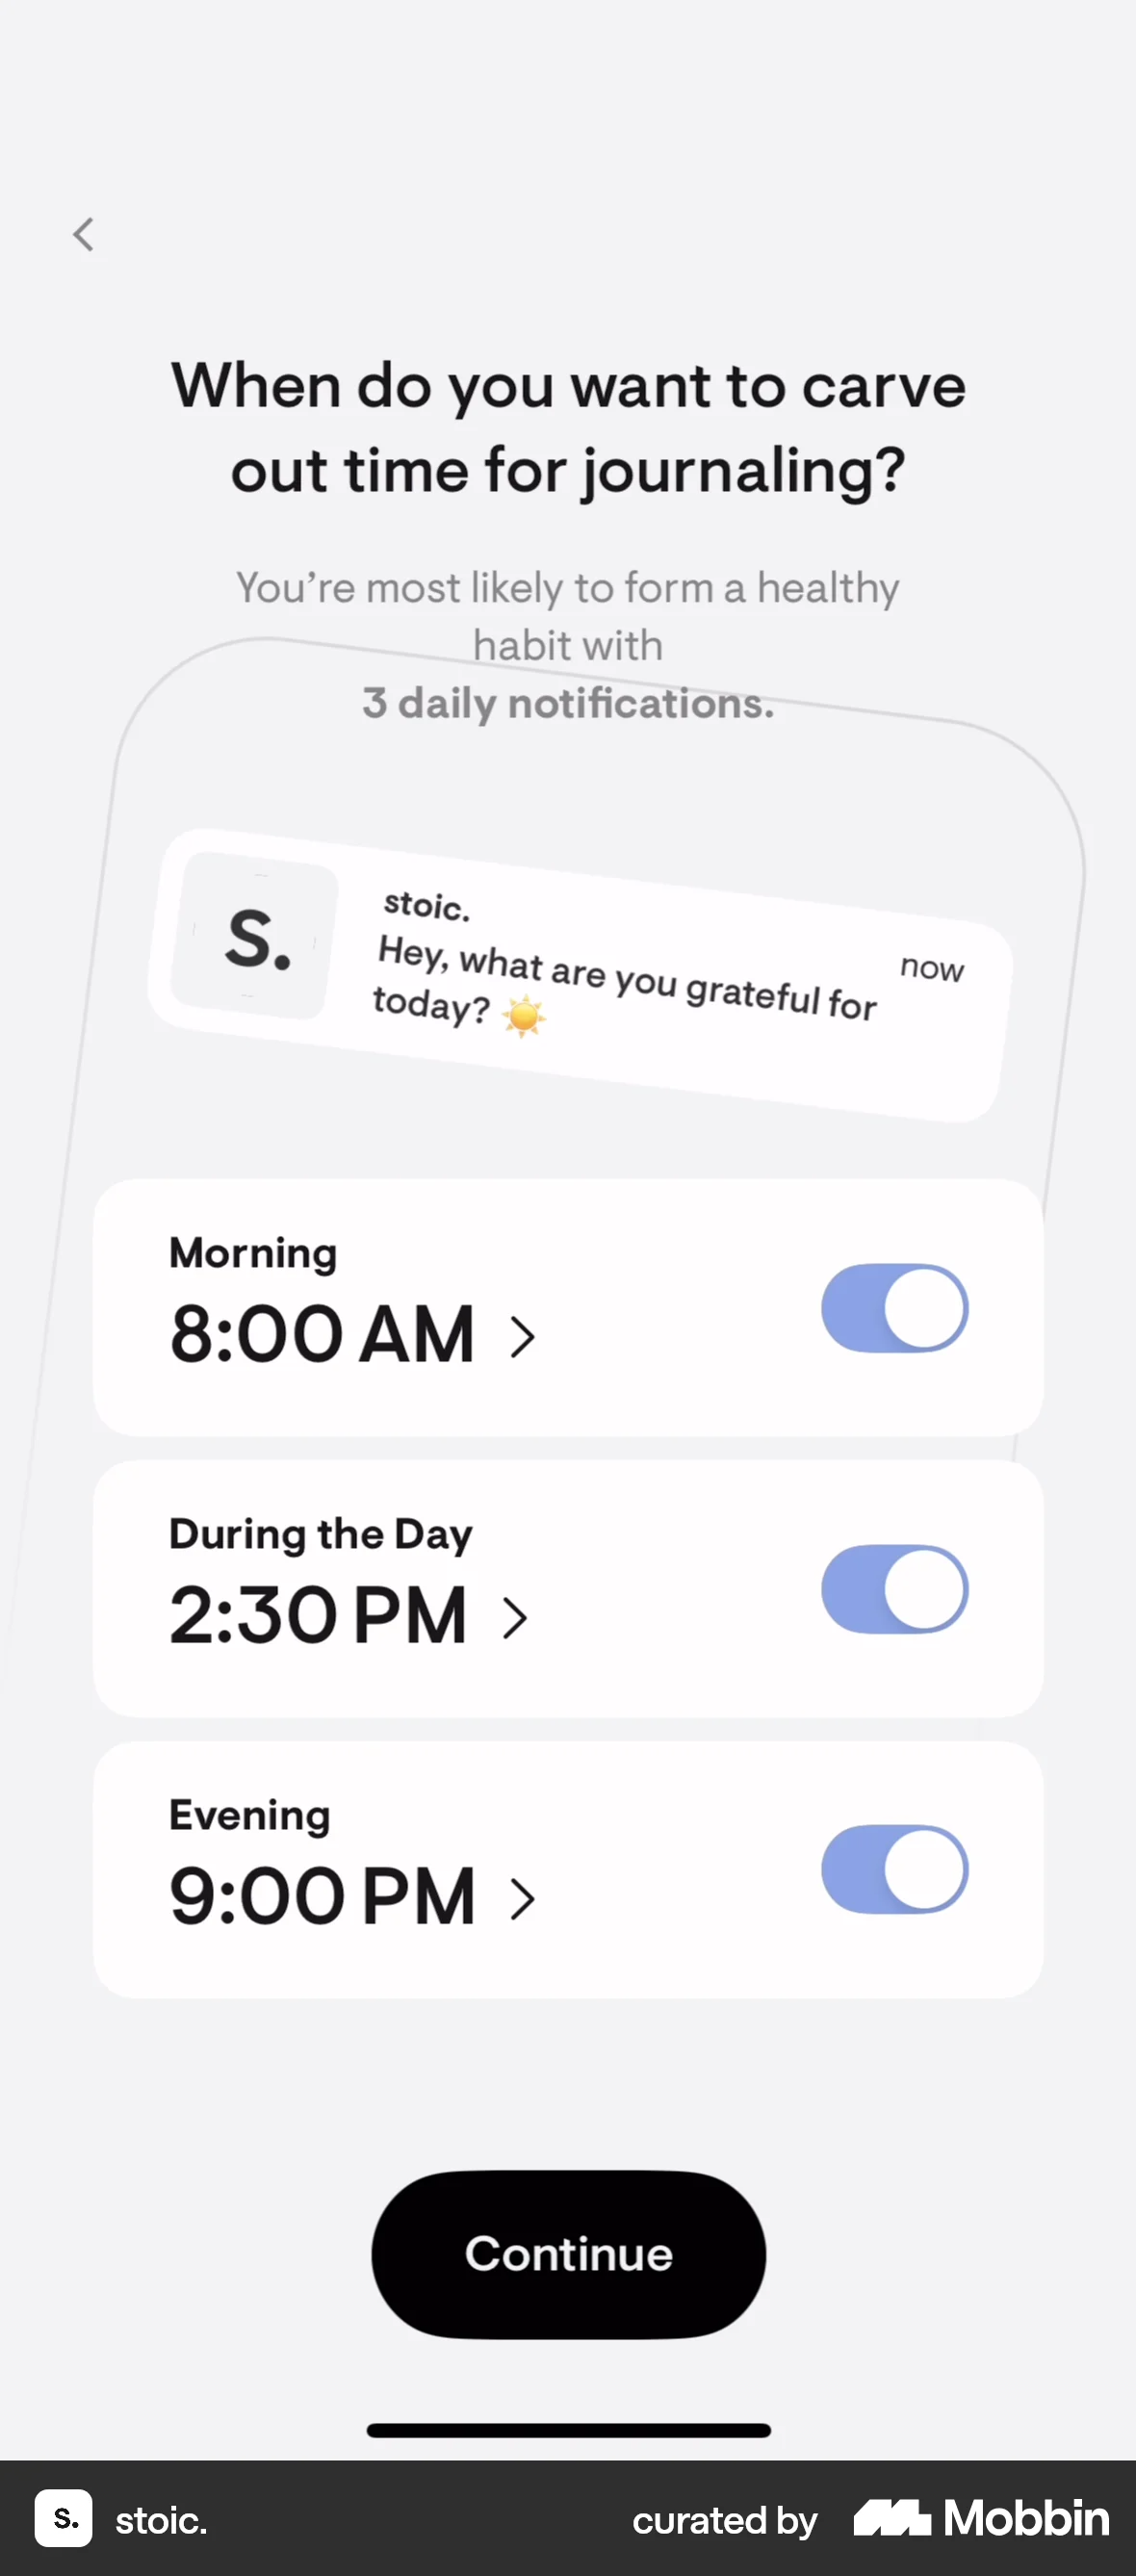 When do you want to carve
out time for journaling?
You’re most likely to form a healthy
habit with
3 daily notifications.
S.
stoic.
now
Hey, what are you grateful for
today? ☀️
Morning
8:00 AM
During the Day
2:30 PM
Evening
9:00 PM
Continue
S. stoic.
curated by Mobbin